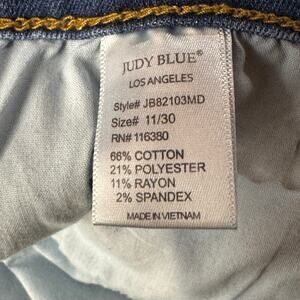 JUDY BLUE®
LOS ANGELES
Style# JB82103MD
Size# 11/30
RN# 116380
66% COTTON
21% POLYESTER
11% RAYON
2% SPANDEX
MADE IN VIETNAM